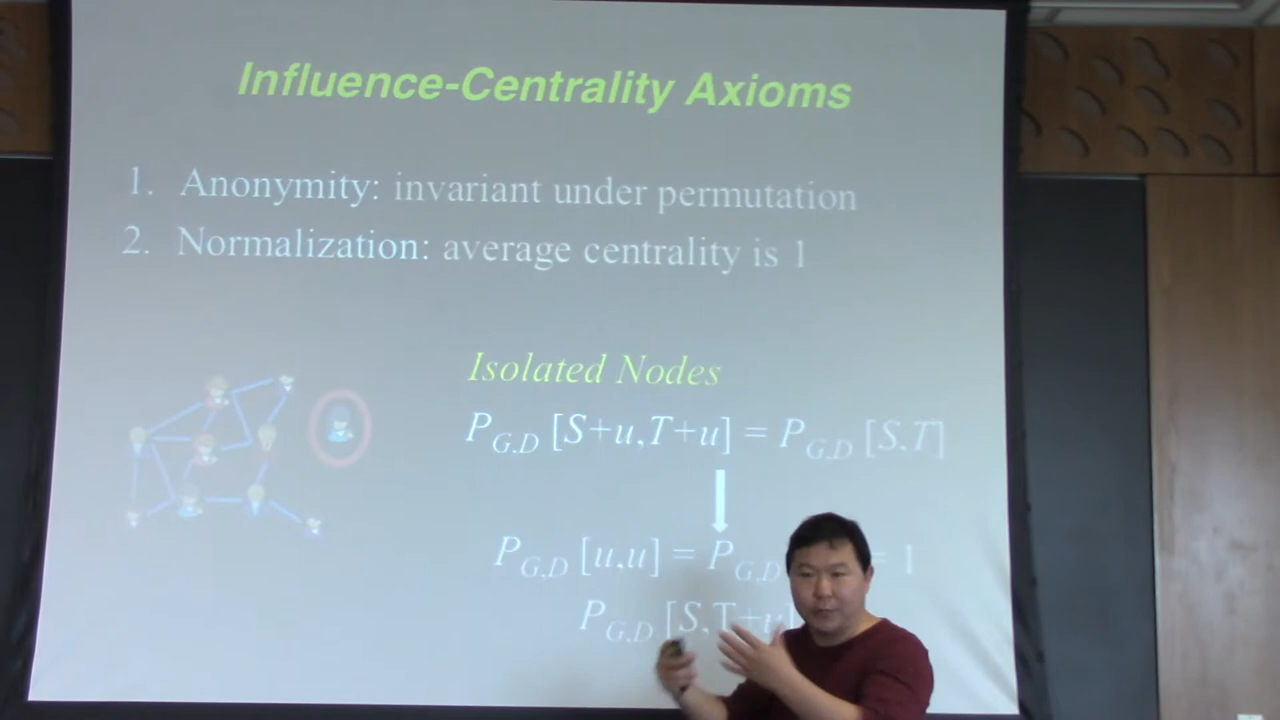 Influence-Centrality Axioms
1. Anonymity: invariant under permutation
2. Normalization: average centrality is 1
Isolated Nodes
P_{G,D} [S+u,T+u] = P_{G,D} [S,T]
P_{G,D} [u,u] = P_{G,D} = 1
P_{G,D} [S,T+u]